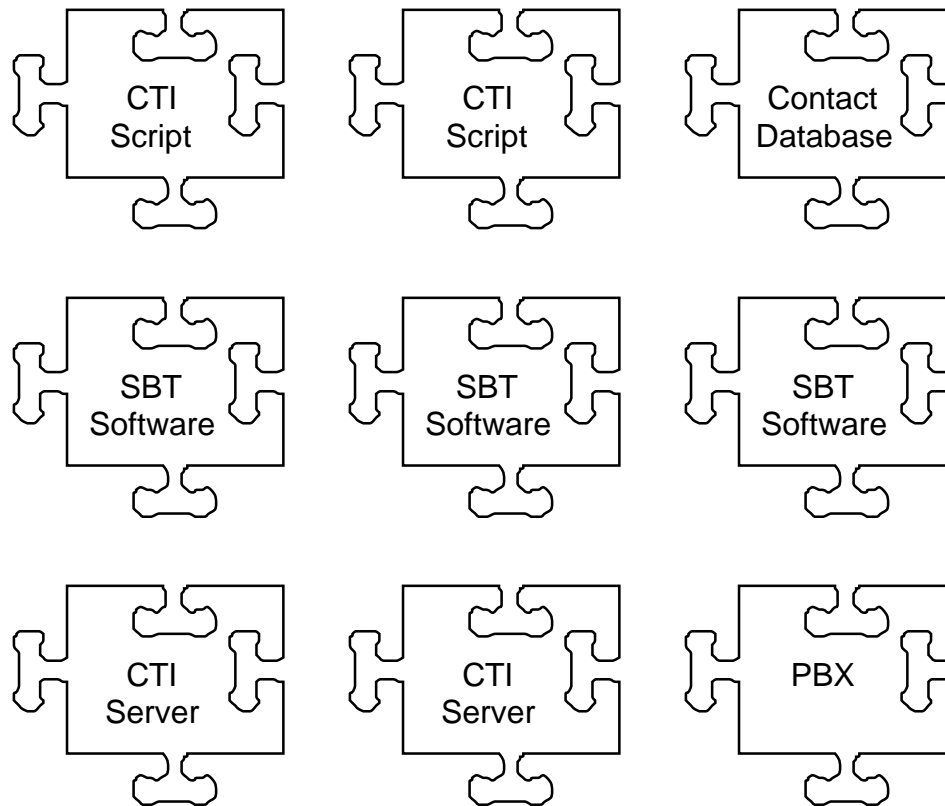 CTI
Script
CTI
Script
Contact
Database
SBT
Software
SBT
Software
SBT
Software
CTI
Server
CTI
Server
PBX